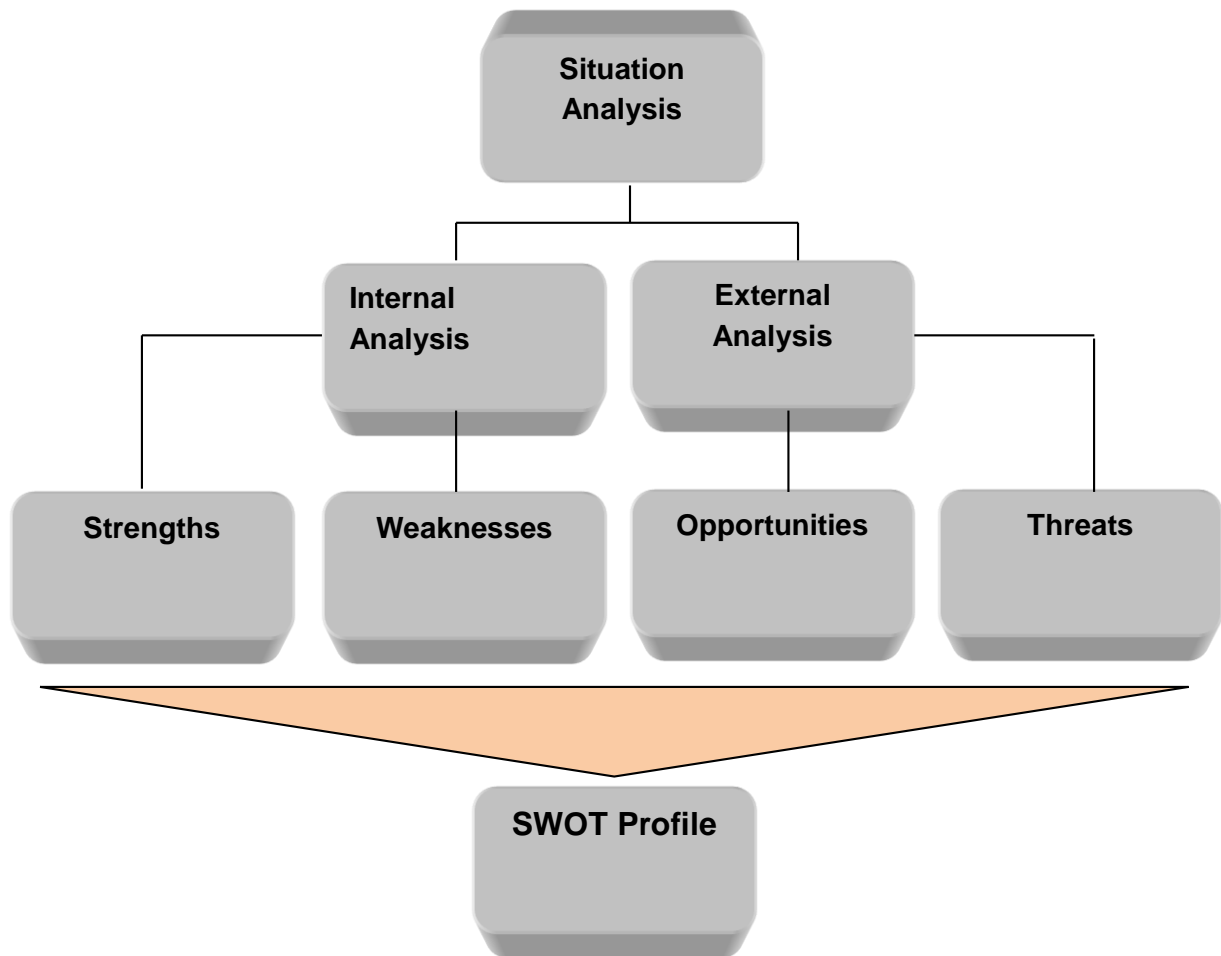 Situation
Analysis
Internal
Analysis
External
Analysis
Strengths
Weaknesses
Opportunities
Threats
SWOT Profile